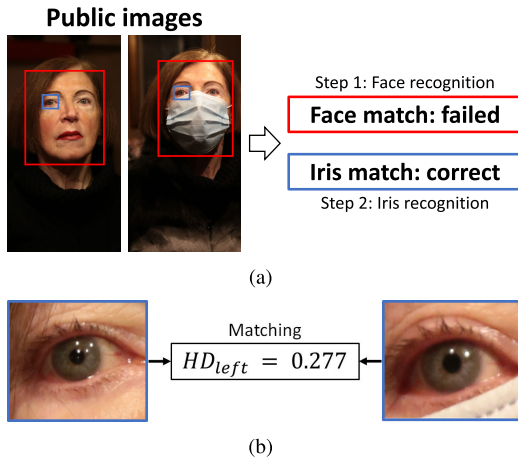 Public images
Step 1: Face recognition
Face match: failed
Iris match: correct
Step 2: Iris recognition
(a)
Matching
HD_left = 0.277
(b)